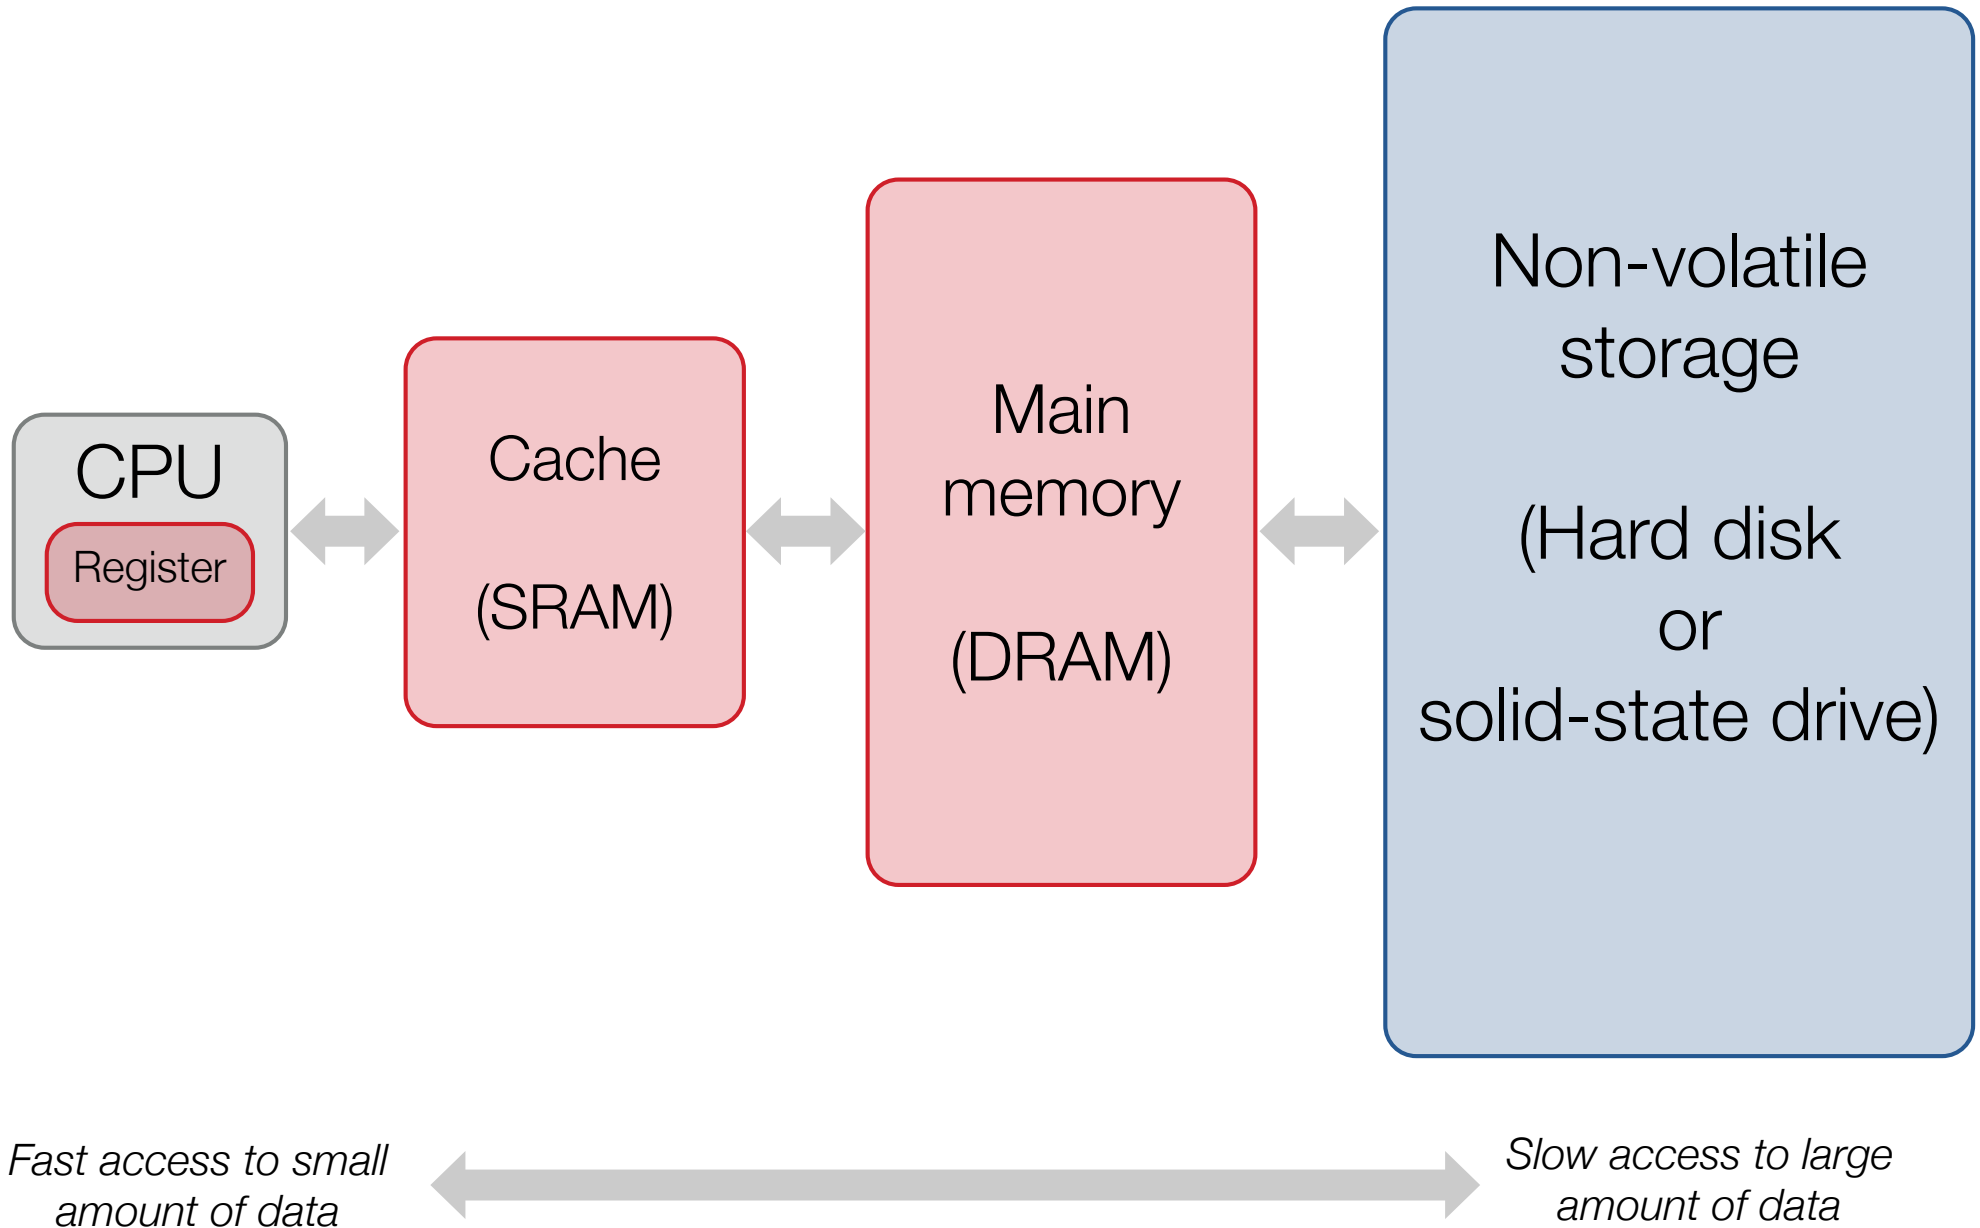 CPU
Register
Cache
(SRAM)
Main
memory
(DRAM)
Non-volatile
storage
(Hard disk
or
solid-state drive)
Fast access to small
amount of data
Slow access to large
amount of data